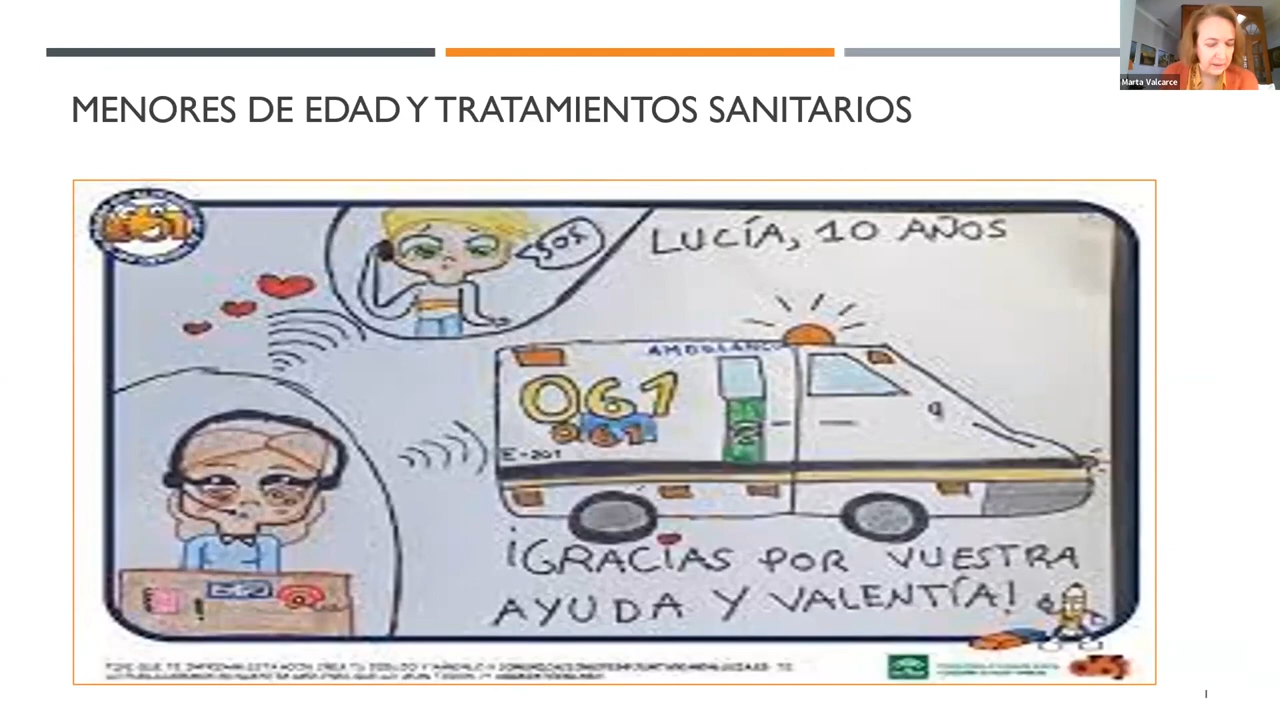 Marta Valcarce
MENORES DE EDAD Y TRATAMIENTOS SANITARIOS
LUCÍA, 10 AÑOS
SOS
AMBULANCIA
061
061
E-201
¡GRACIAS POR VUESTRA
AYUDA Y VALENTÍA!
1